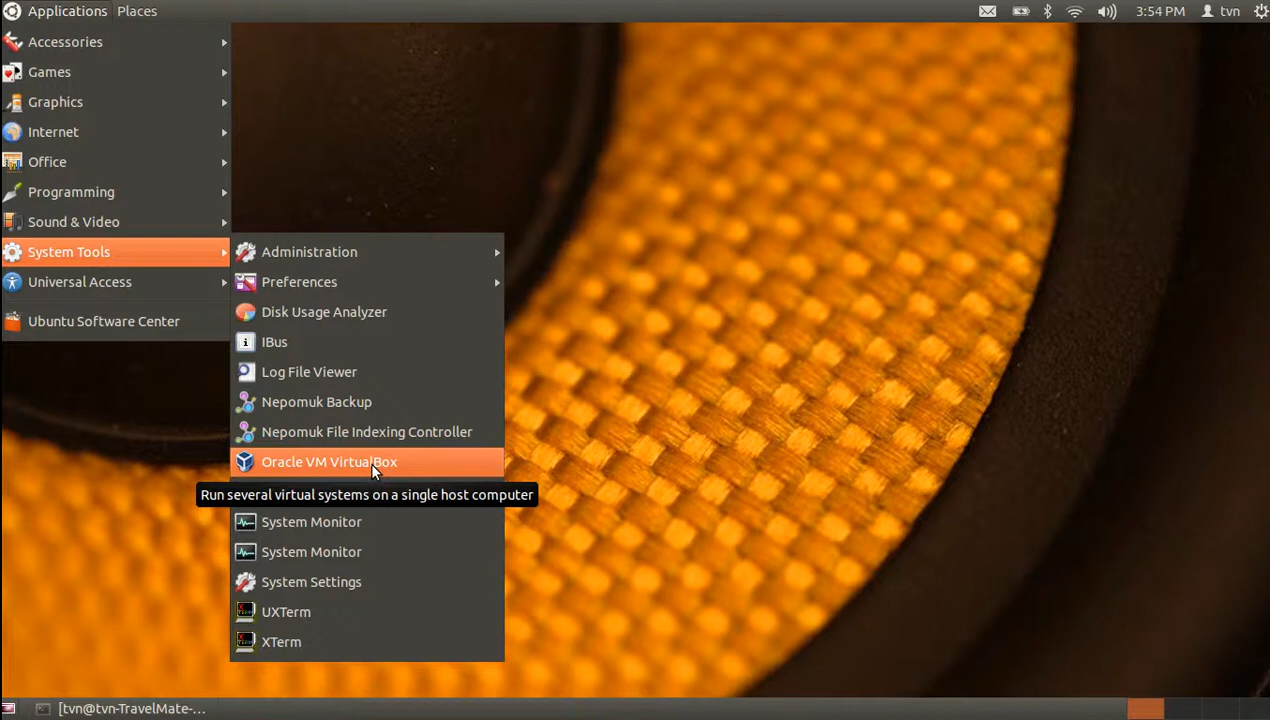 Applications Places 3:54 PM tvn
Accessories
Games
Graphics
Internet
Office
Programming
Sound & Video
System Tools
Universal Access
Ubuntu Software Center
Administration
Preferences
Disk Usage Analyzer
IBus
Log File Viewer
Nepomuk Backup
Nepomuk File Indexing Controller
Oracle VM VirtualBox
Run several virtual systems on a single host computer
System Monitor
System Monitor
System Settings
UXTerm
XTerm
[tvn@tvn-TravelMate-...